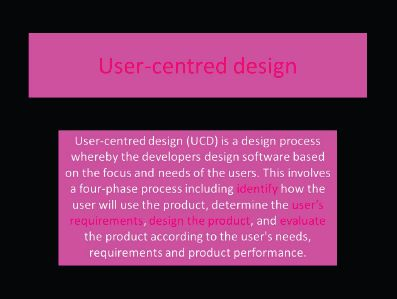 User-centred design
User-centred design (UCD) is a design process
whereby the developers design software based
on the focus and needs of the users. This involves
a four-phase process including identify how the
user will use the product, determine the user's
requirements, design the product, and evaluate
the product according to the user's needs,
requirements and product performance.